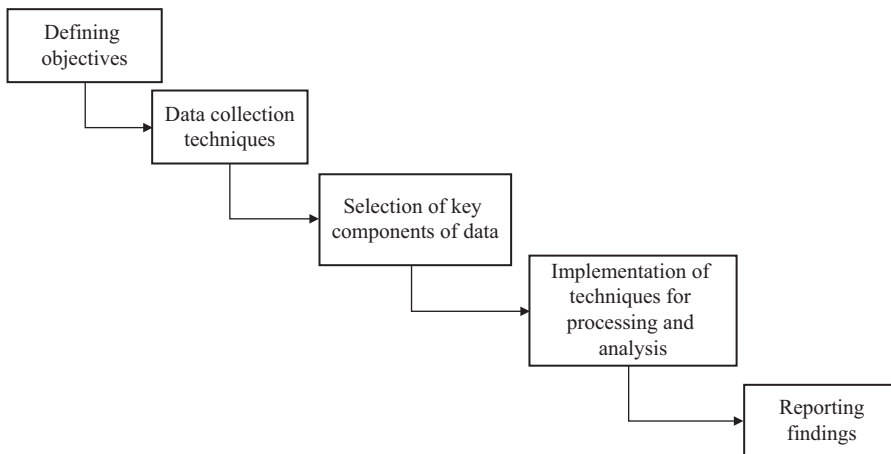 Defining
objectives
Data collection
techniques
Selection of key
components of data
Implementation of
techniques for
processing and
analysis
Reporting
findings